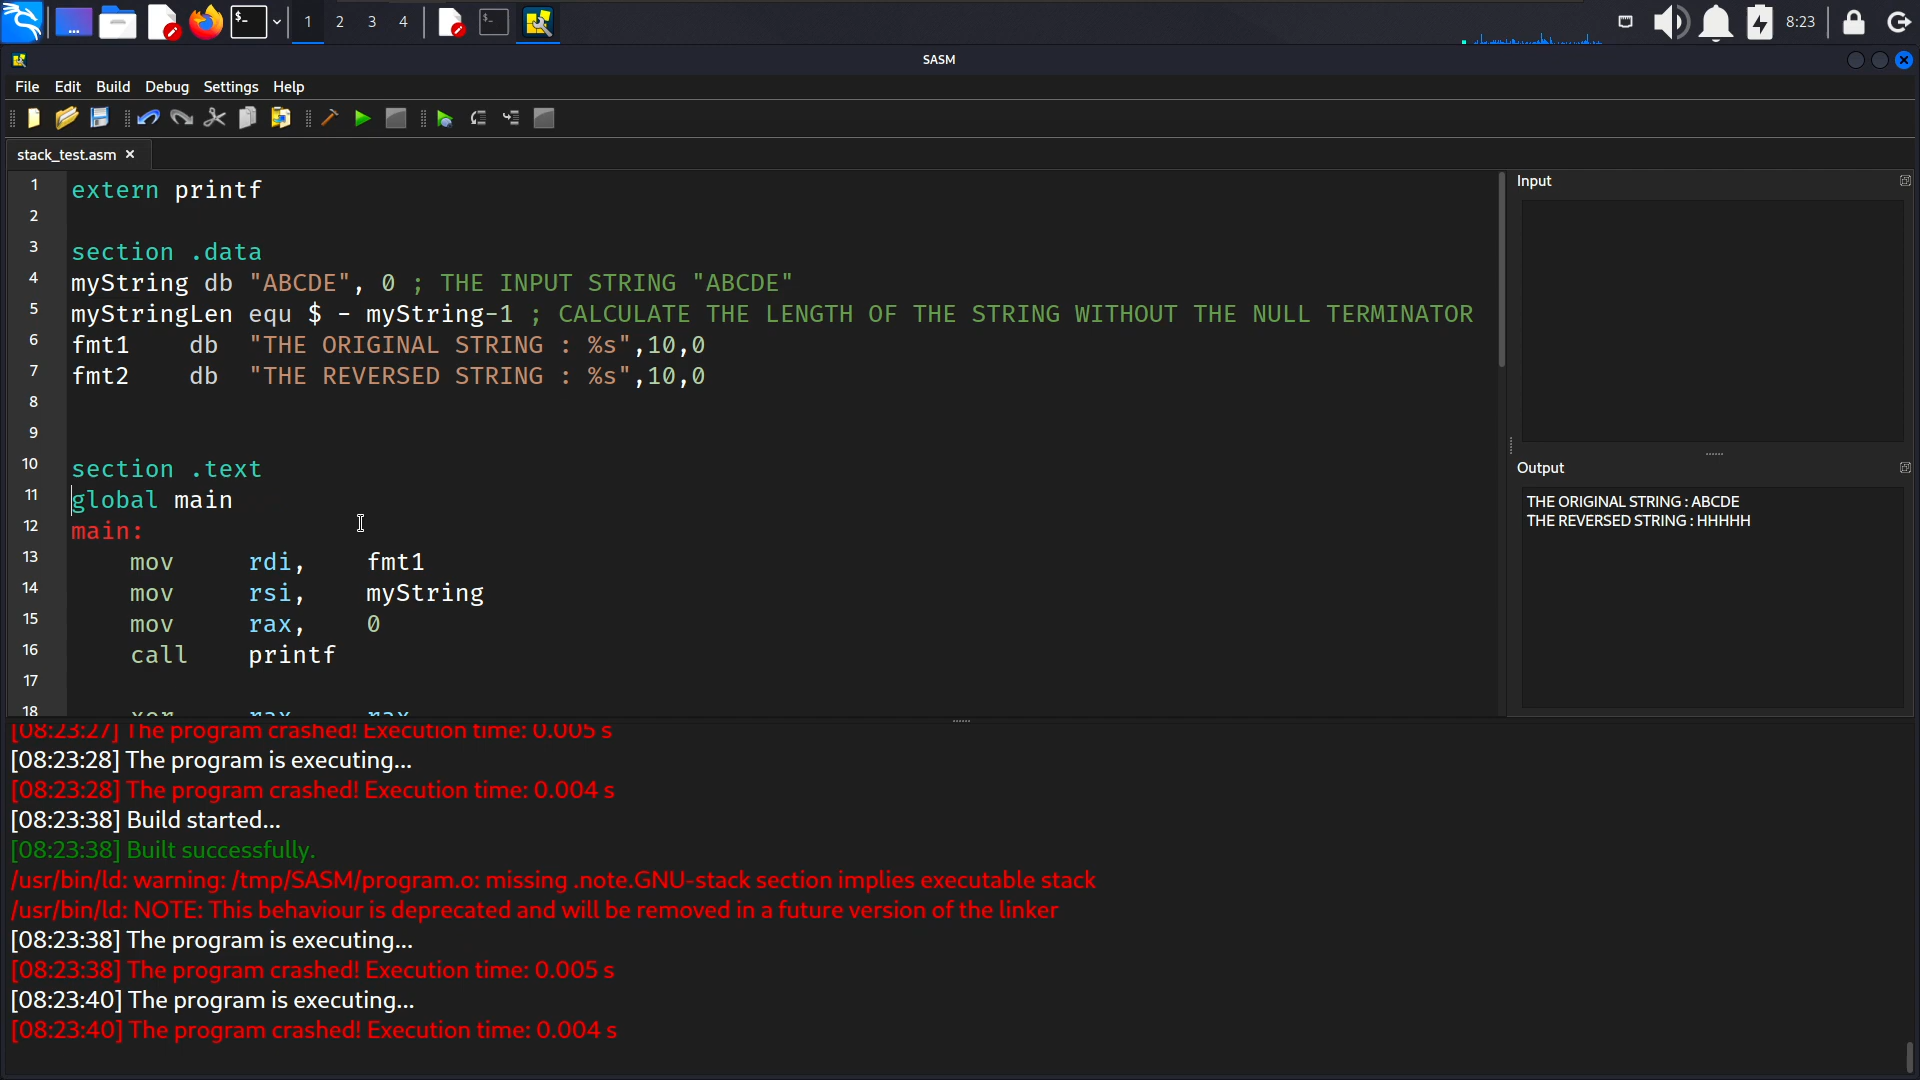 1 2 3 4 8:23
SASM
File Edit Build Debug Settings Help
stack_test.asm
1 extern printf
2
3 section .data
4 myString db "ABCDE", 0 ; THE INPUT STRING "ABCDE"
5 myStringLen equ $ - myString-1 ; CALCULATE THE LENGTH OF THE STRING WITHOUT THE NULL TERMINATOR
6 fmt1 db "THE ORIGINAL STRING : %s",10,0
7 fmt2 db "THE REVERSED STRING : %s",10,0
8
9
10 section .text
11 global main
12 main:
13 mov rdi, fmt1
14 mov rsi, myString
15 mov rax, 0
16 call printf
17
18 xor rax rax
Input
Output
THE ORIGINAL STRING : ABCDE
THE REVERSED STRING : HHHHH
[08:23:27] The program crashed! Execution time: 0.005 s
[08:23:28] The program is executing...
[08:23:28] The program crashed! Execution time: 0.004 s
[08:23:38] Build started...
[08:23:38] Built successfully.
/usr/bin/ld: warning: /tmp/SASM/program.o: missing .note.GNU-stack section implies executable stack
/usr/bin/ld: NOTE: This behaviour is deprecated and will be removed in a future version of the linker
[08:23:38] The program is executing...
[08:23:38] The program crashed! Execution time: 0.005 s
[08:23:40] The program is executing...
[08:23:40] The program crashed! Execution time: 0.004 s